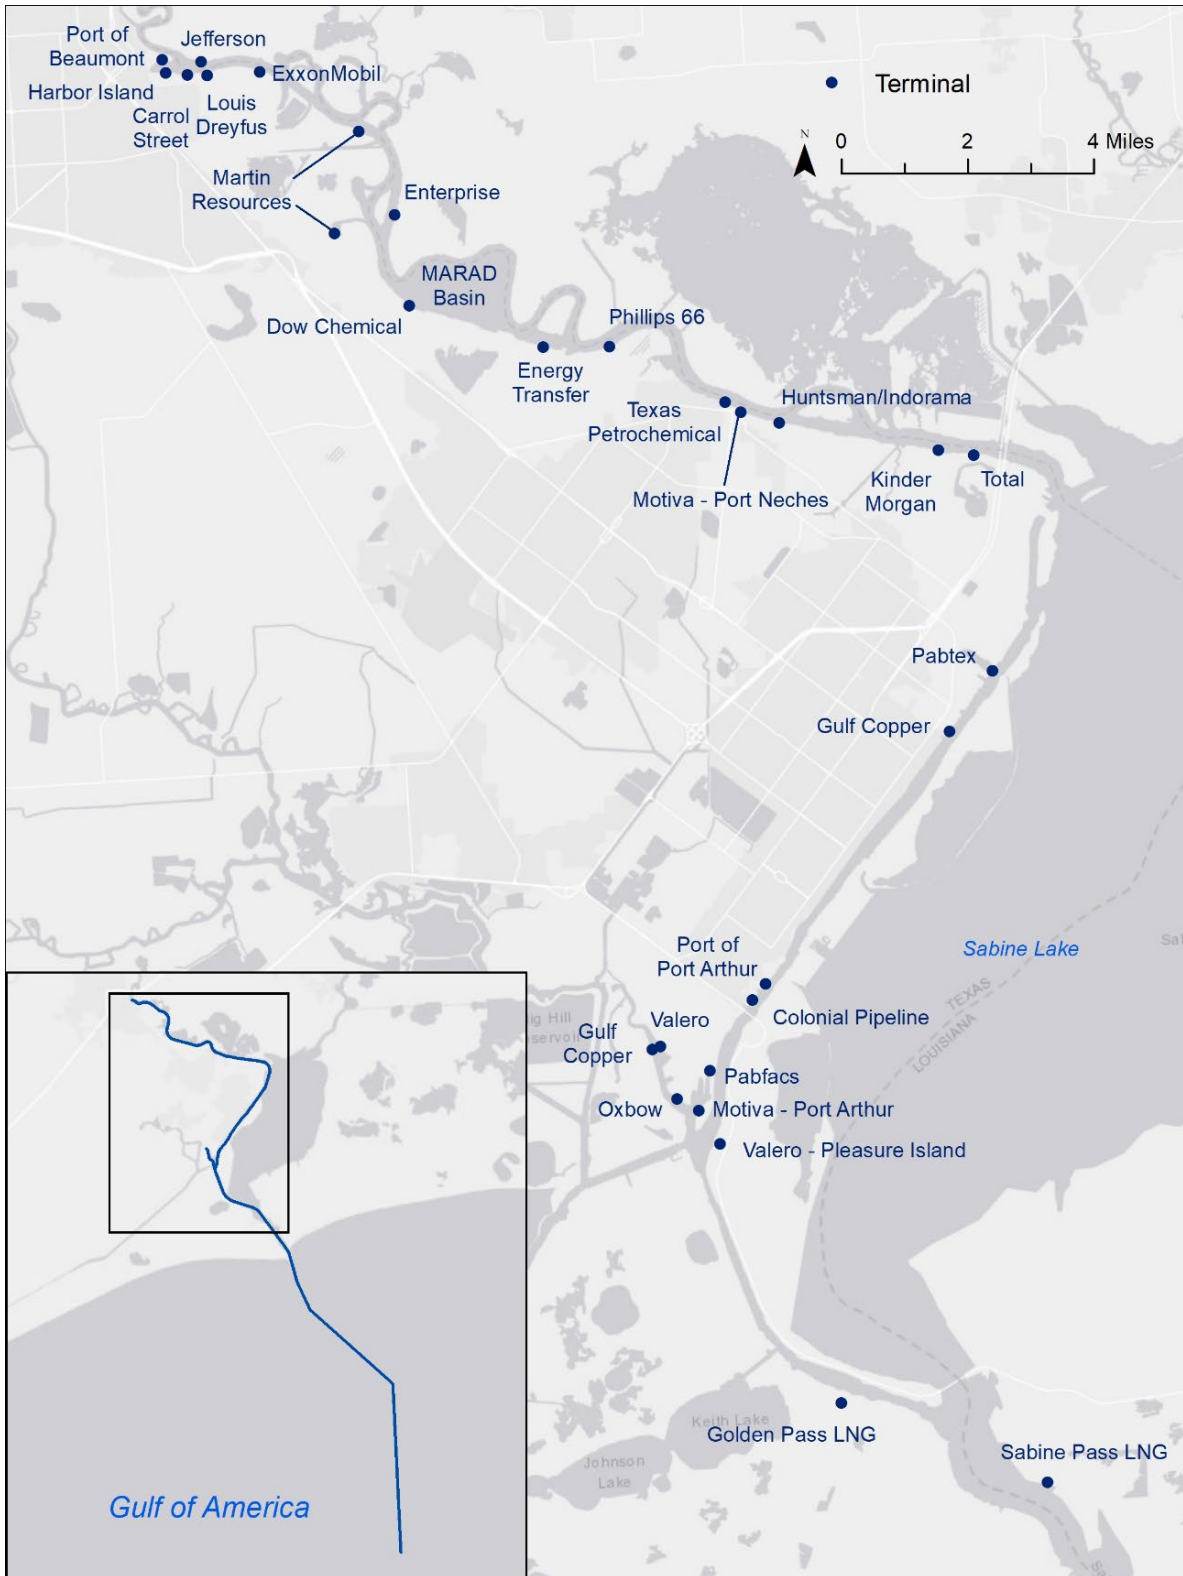 Port of
Beaumont
Jefferson
ExxonMobil
Harbor Island
Carrol
Street
Louis
Dreyfus
Terminal
N
0 2 4 Miles
Martin
Resources
Enterprise
MARAD
Basin
Dow Chemical
Phillips 66
Energy
Transfer
Huntsman/Indorama
Texas
Petrochemical
Motiva - Port Neches
Kinder
Morgan
Total
Pabtex
Gulf Copper
Sabine Lake
TEXAS
LOUISIANA
Port of
Port Arthur
Colonial Pipeline
Valero
Gulf
Copper
Pabfacs
Oxbow
Motiva - Port Arthur
Valero - Pleasure Island
Keith Lake
Golden Pass LNG
Johnson
Lake
Sabine Pass LNG
Gulf of America